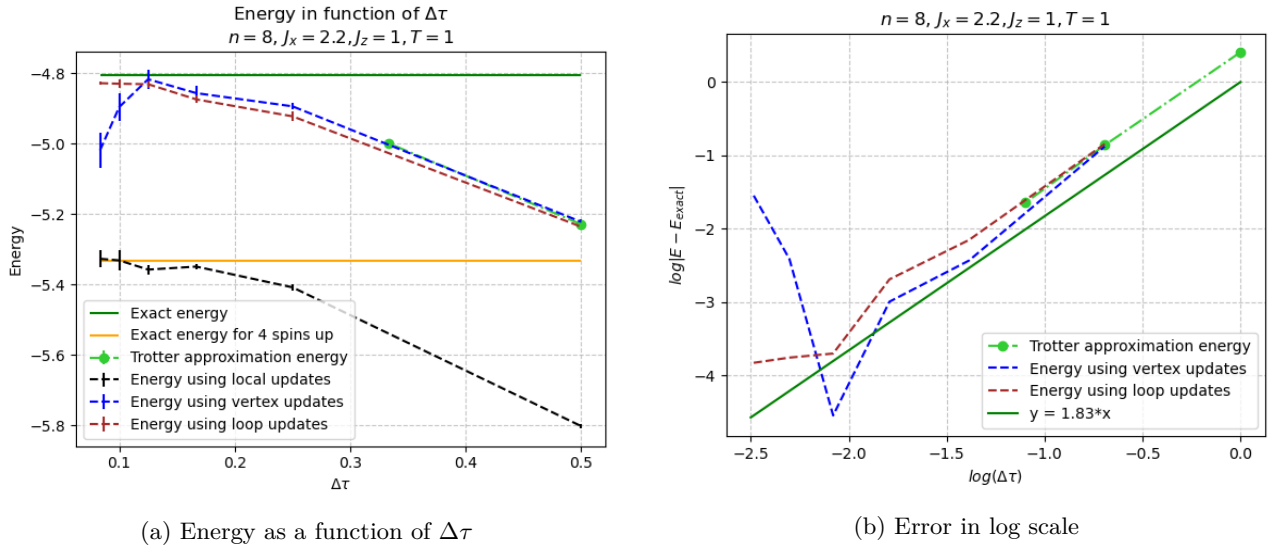 Energy in function of Δτ
n = 8, J_x = 2.2, J_z = 1, T = 1
−4.8
−5.0
−5.2
−5.4
−5.6
−5.8
Energy
Exact energy
Exact energy for 4 spins up
Trotter approximation energy
Energy using local updates
Energy using vertex updates
Energy using loop updates
0.1 0.2 0.3 0.4 0.5
Δτ
(a) Energy as a function of Δτ
n = 8, J_x = 2.2, J_z = 1, T = 1
0
−1
−2
−3
−4
log|E − E_exact|
Trotter approximation energy
Energy using vertex updates
Energy using loop updates
y = 1.83*x
−2.5 −2.0 −1.5 −1.0 −0.5 0.0
log(Δτ)
(b) Error in log scale